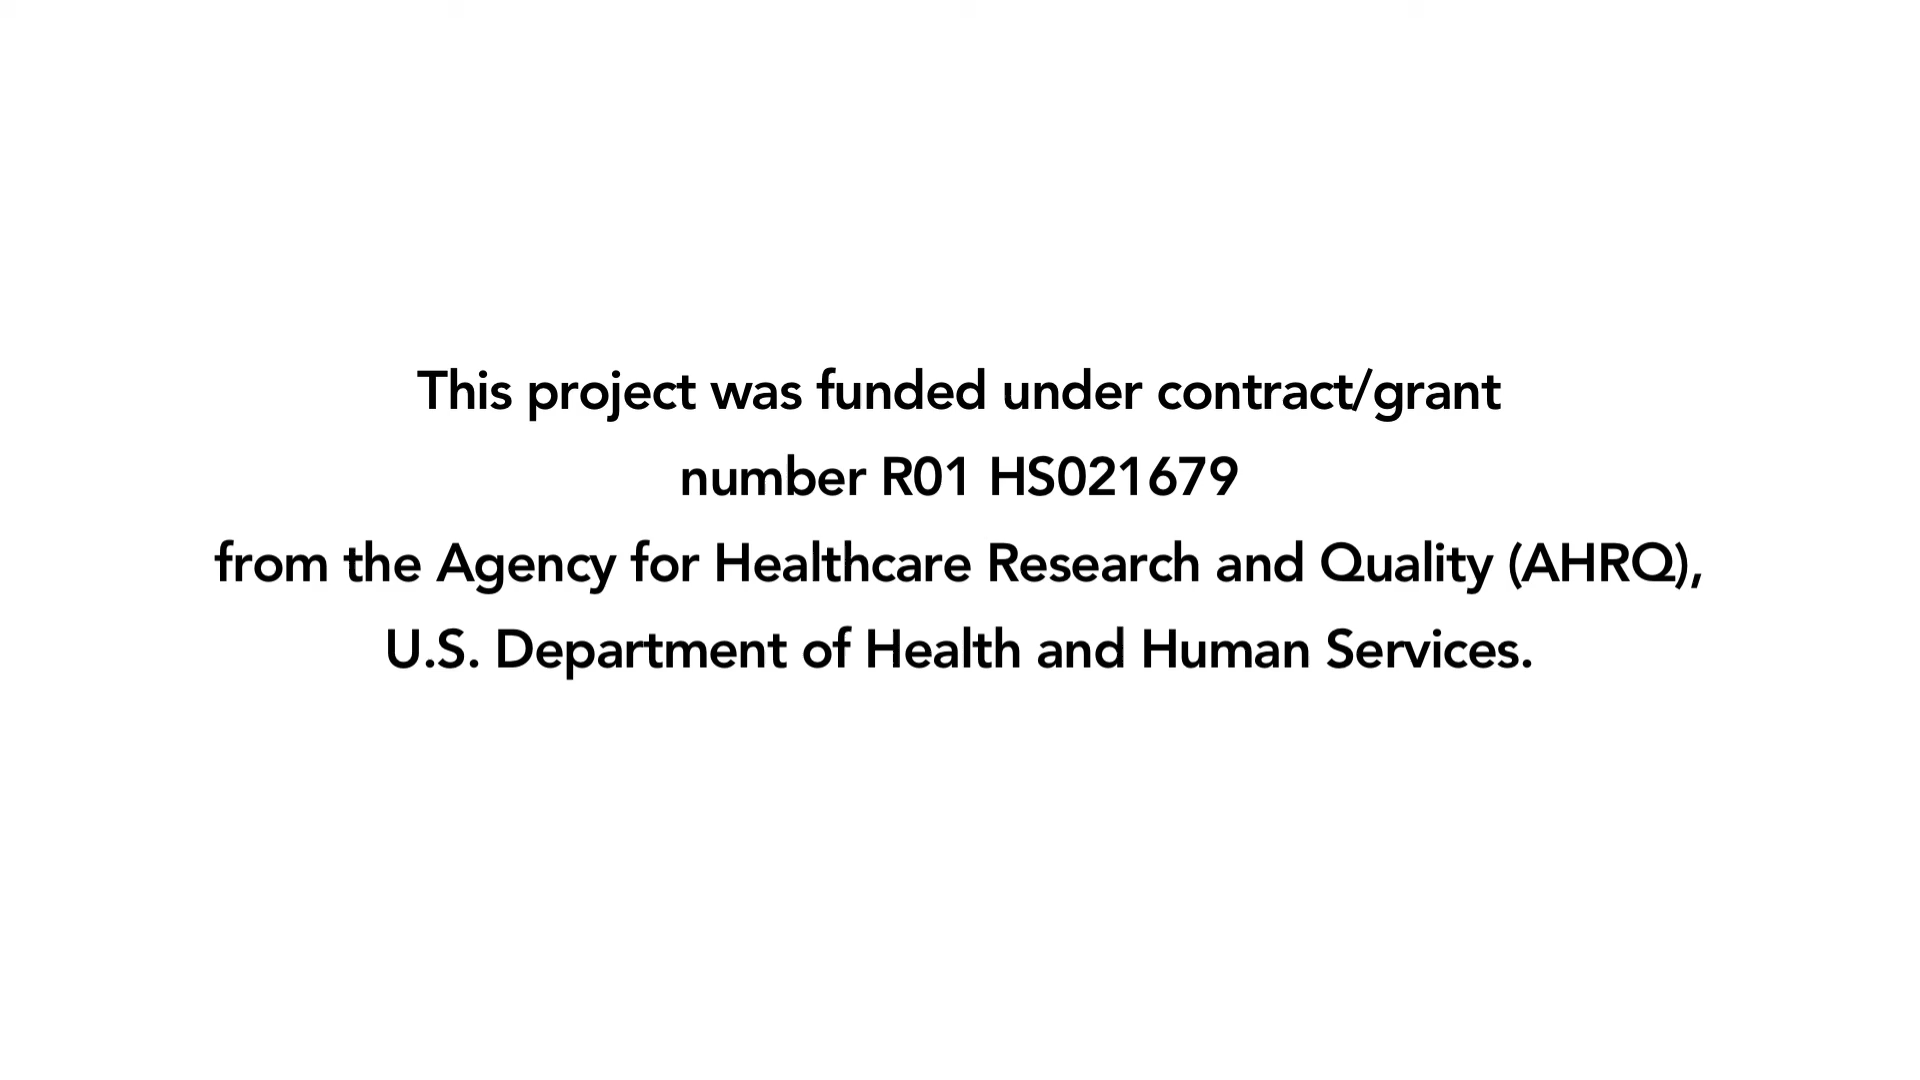 This project was funded under contract/grant
number R01 HS021679
from the Agency for Healthcare Research and Quality (AHRQ),
U.S. Department of Health and Human Services.